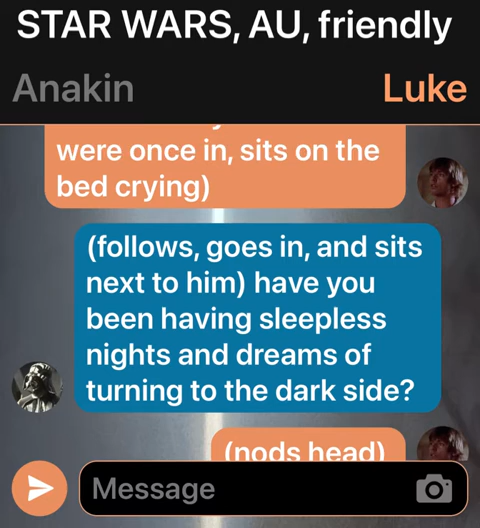 STAR WARS, AU, friendly
Anakin
Luke
were once in, sits on the
bed crying)
(follows, goes in, and sits
next to him) have you
been having sleepless
nights and dreams of
turning to the dark side?
(nods head)
Message